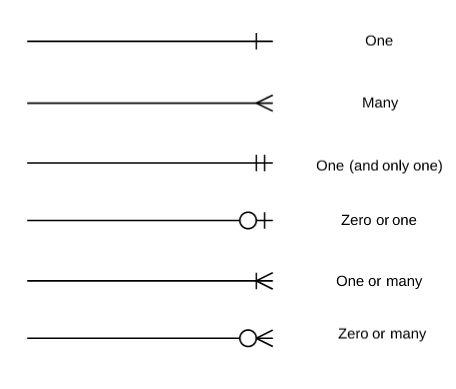 One
Many
One (and only one)
Zero or one
One or many
Zero or many